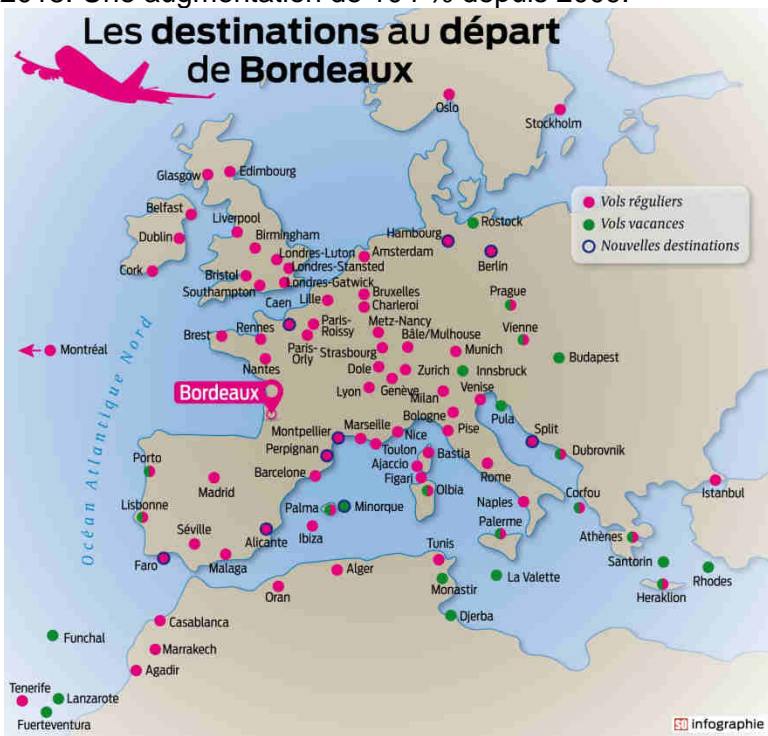 Les destinations au départ
de Bordeaux
Oslo
Stockholm
Glasgow
Edimbourg
Belfast
Liverpool
Birmingham
Dublin
Londres-Luton
Londres-Stansted
Cork
Bristol
Londres-Gatwick
Southampton
Hambourg
Rostock
Amsterdam
Berlin
Vols réguliers
Vols vacances
Nouvelles destinations
Caen
Lille
Bruxelles
Charleroi
Prague
Brest
Rennes
Paris-
Roissy
Metz-Nancy
Vienne
Paris-
Orly
Strasbourg
Bâle/Mulhouse
Munich
Budapest
Montréal
Nantes
Dole
Zurich
Innsbruck
Lyon
Genève
Milan
Venise
Océan Atlantique Nord
Bordeaux
Bologne
Pula
Split
Montpellier
Marseille
Nice
Pise
Perpignan
Toulon
Bastia
Dubrovnik
Porto
Barcelone
Ajaccio
Figari
Rome
Madrid
Olbia
Naples
Corfou
Istanbul
Lisbonne
Palma
Minorque
Séville
Alicante
Ibiza
Palerme
Athènes
Faro
Malaga
Tunis
Santorin
Alger
Monastir
La Valette
Rhodes
Oran
Heraklion
Djerba
Casablanca
Funchal
Marrakech
Agadir
Tenerife
Lanzarote
Fuerteventura
SO infographie